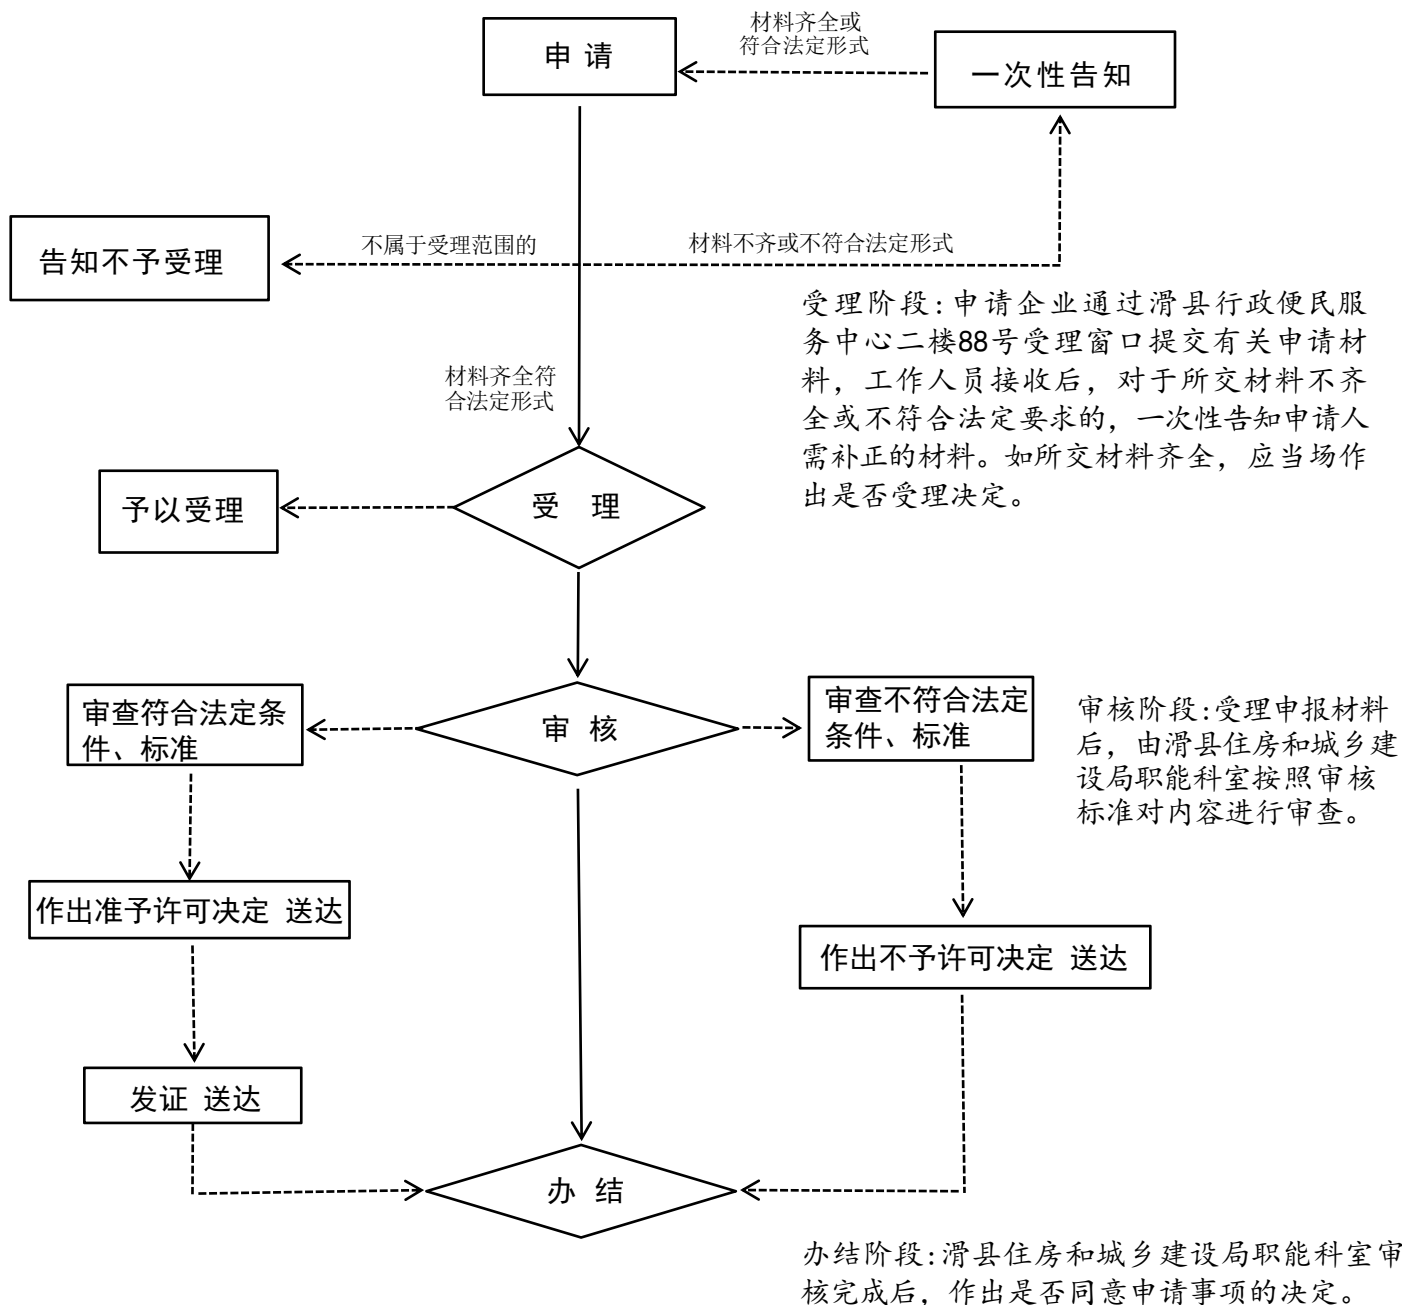 申 请
材料齐全或
符合法定形式
一次性告知
告知不予受理
不属于受理范围的
材料不齐或不符合法定形式
受理阶段:申请企业通过滑县行政便民服
务中心二楼88号受理窗口提交有关申请材
料，工作人员接收后，对于所交材料不齐
全或不符合法定要求的，一次性告知申请人
需补正的材料。如所交材料齐全，应当场作
出是否受理决定。
材料齐全符
合法定形式
予以受理
受 理
审查符合法定条
件、标准
审 核
审查不符合法定
条件、标准
审核阶段:受理申报材料
后，由滑县住房和城乡建
设局职能科室按照审核
标准对内容进行审查。
作出准予许可决定 送达
作出不予许可决定 送达
发证 送达
办 结
办结阶段:滑县住房和城乡建设局职能科室审
核完成后，作出是否同意申请事项的决定。